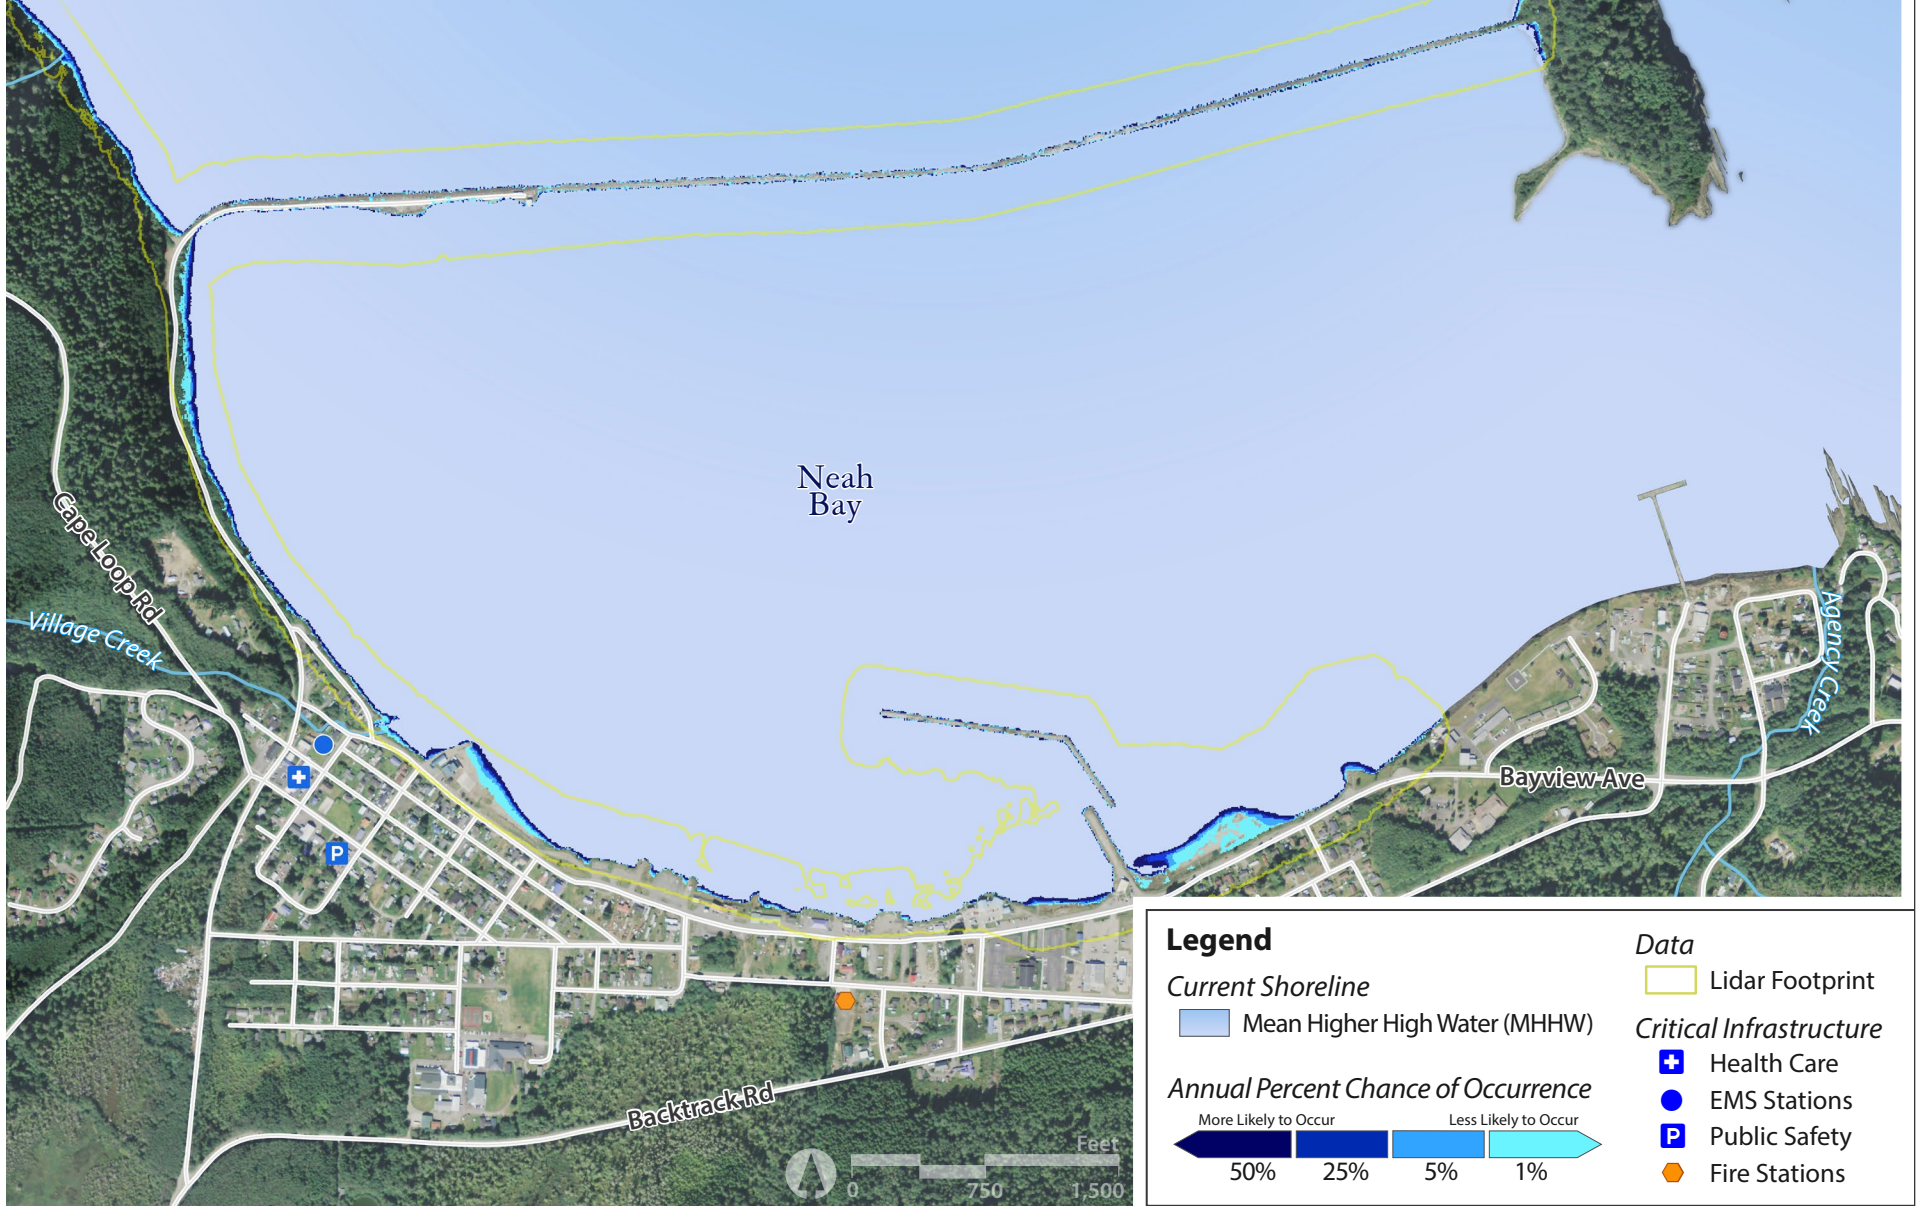 Neah
Bay
Cape Loop Rd
Village Creek
Agency Creek
Bayview Ave
Backtrack Rd
P
Feet
0 750 1,500
Legend
Current Shoreline
Mean Higher High Water (MHHW)
Annual Percent Chance of Occurrence
More Likely to Occur Less Likely to Occur
50% 25% 5% 1%
Data
Lidar Footprint
Critical Infrastructure
Health Care
EMS Stations
P Public Safety
Fire Stations